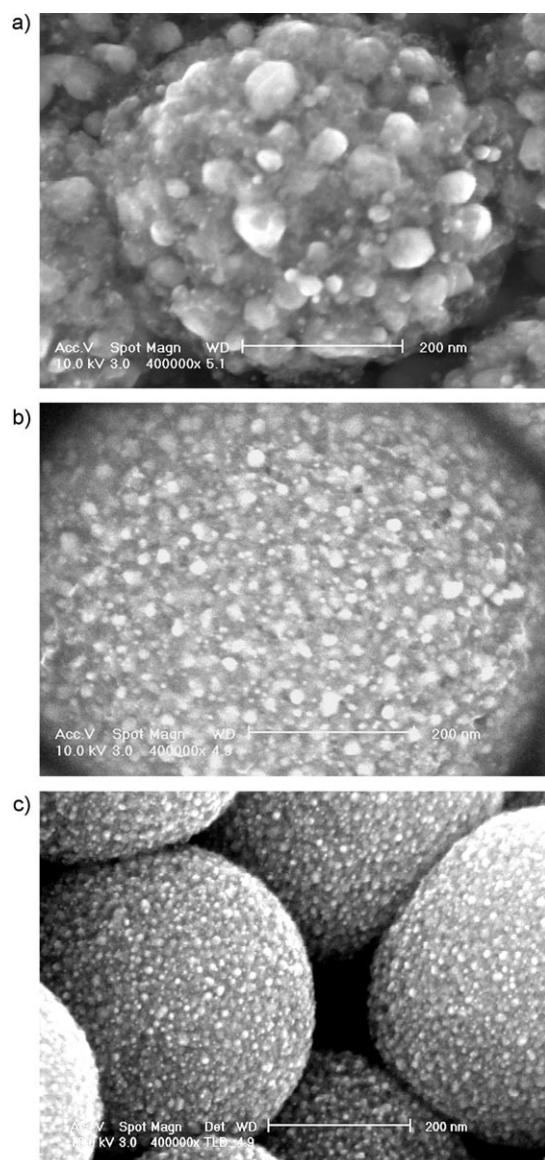 a)
Acc.V Spot Magn WD 200 nm
10.0 kV 3.0 400000x 5.1
b)
Acc.V Spot Magn WD 200 nm
10.0 kV 3.0 400000x 4.9
c)
Acc.V Spot Magn Det WD 200 nm
kV 3.0 400000x TLD 4.9